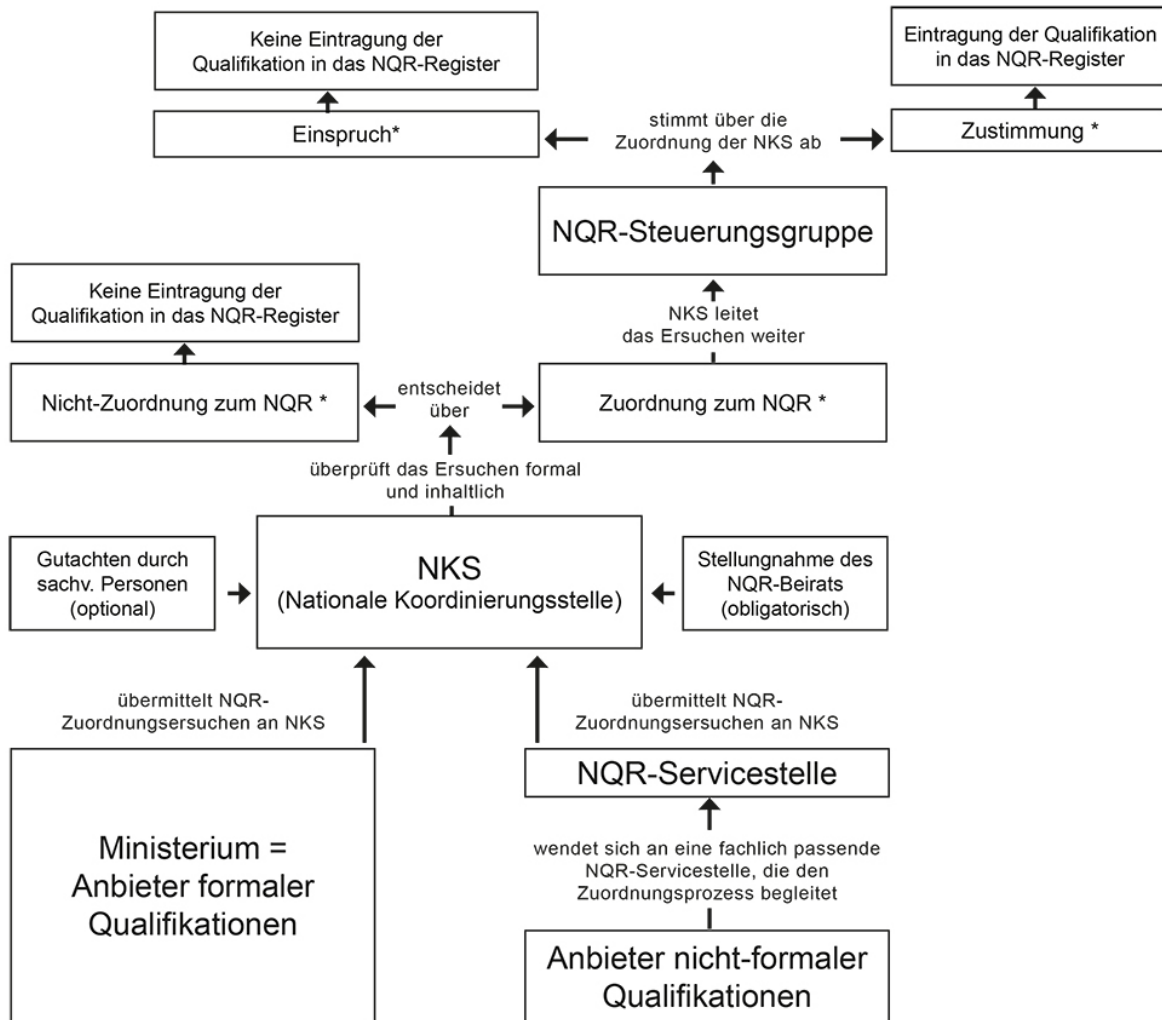 Keine Eintragung der
Qualifikation in das NQR-Register
Eintragung der Qualifikation
in das NQR-Register
Einspruch*
stimmt über die
Zuordnung der NKS ab
Zustimmung *
NQR-Steuerungsgruppe
Keine Eintragung der
Qualifikation in das NQR-Register
NKS leitet
das Ersuchen weiter
Nicht-Zuordnung zum NQR *
entscheidet
über
Zuordnung zum NQR *
überprüft das Ersuchen formal
und inhaltlich
Gutachten durch
sachv. Personen
(optional)
NKS
(Nationale Koordinierungsstelle)
Stellungnahme des
NQR-Beirats
(obligatorisch)
übermittelt NQR-
Zuordnungsersuchen an NKS
übermittelt NQR-
Zuordnungsersuchen an NKS
Ministerium =
Anbieter formaler
Qualifikationen
NQR-Servicestelle
wendet sich an eine fachlich passende
NQR-Servicestelle, die den
Zuordnungsprozess begleitet
Anbieter nicht-formaler
Qualifikationen